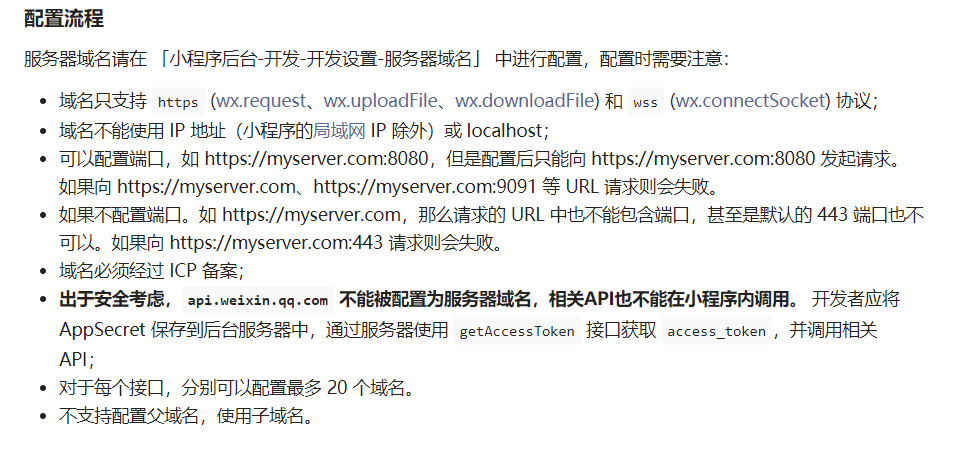 配置流程
服务器域名请在 「小程序后台-开发-开发设置-服务器域名」 中进行配置，配置时需要注意：
• 域名只支持 https (wx.request、wx.uploadFile、wx.downloadFile) 和 wss (wx.connectSocket) 协议；
• 域名不能使用 IP 地址（小程序的局域网 IP 除外）或 localhost；
• 可以配置端口，如 https://myserver.com:8080，但是配置后只能向 https://myserver.com:8080 发起请求。
如果向 https://myserver.com、https://myserver.com:9091 等 URL 请求则会失败。
• 如果不配置端口。如 https://myserver.com，那么请求的 URL 中也不能包含端口，甚至是默认的 443 端口也不
可以。如果向 https://myserver.com:443 请求则会失败。
• 域名必须经过 ICP 备案；
• 出于安全考虑，api.weixin.qq.com 不能被配置为服务器域名，相关API也不能在小程序内调用。 开发者应将
AppSecret 保存到后台服务器中，通过服务器使用 getAccessToken 接口获取 access_token，并调用相关
API；
• 对于每个接口，分别可以配置最多 20 个域名。
• 不支持配置父域名，使用子域名。